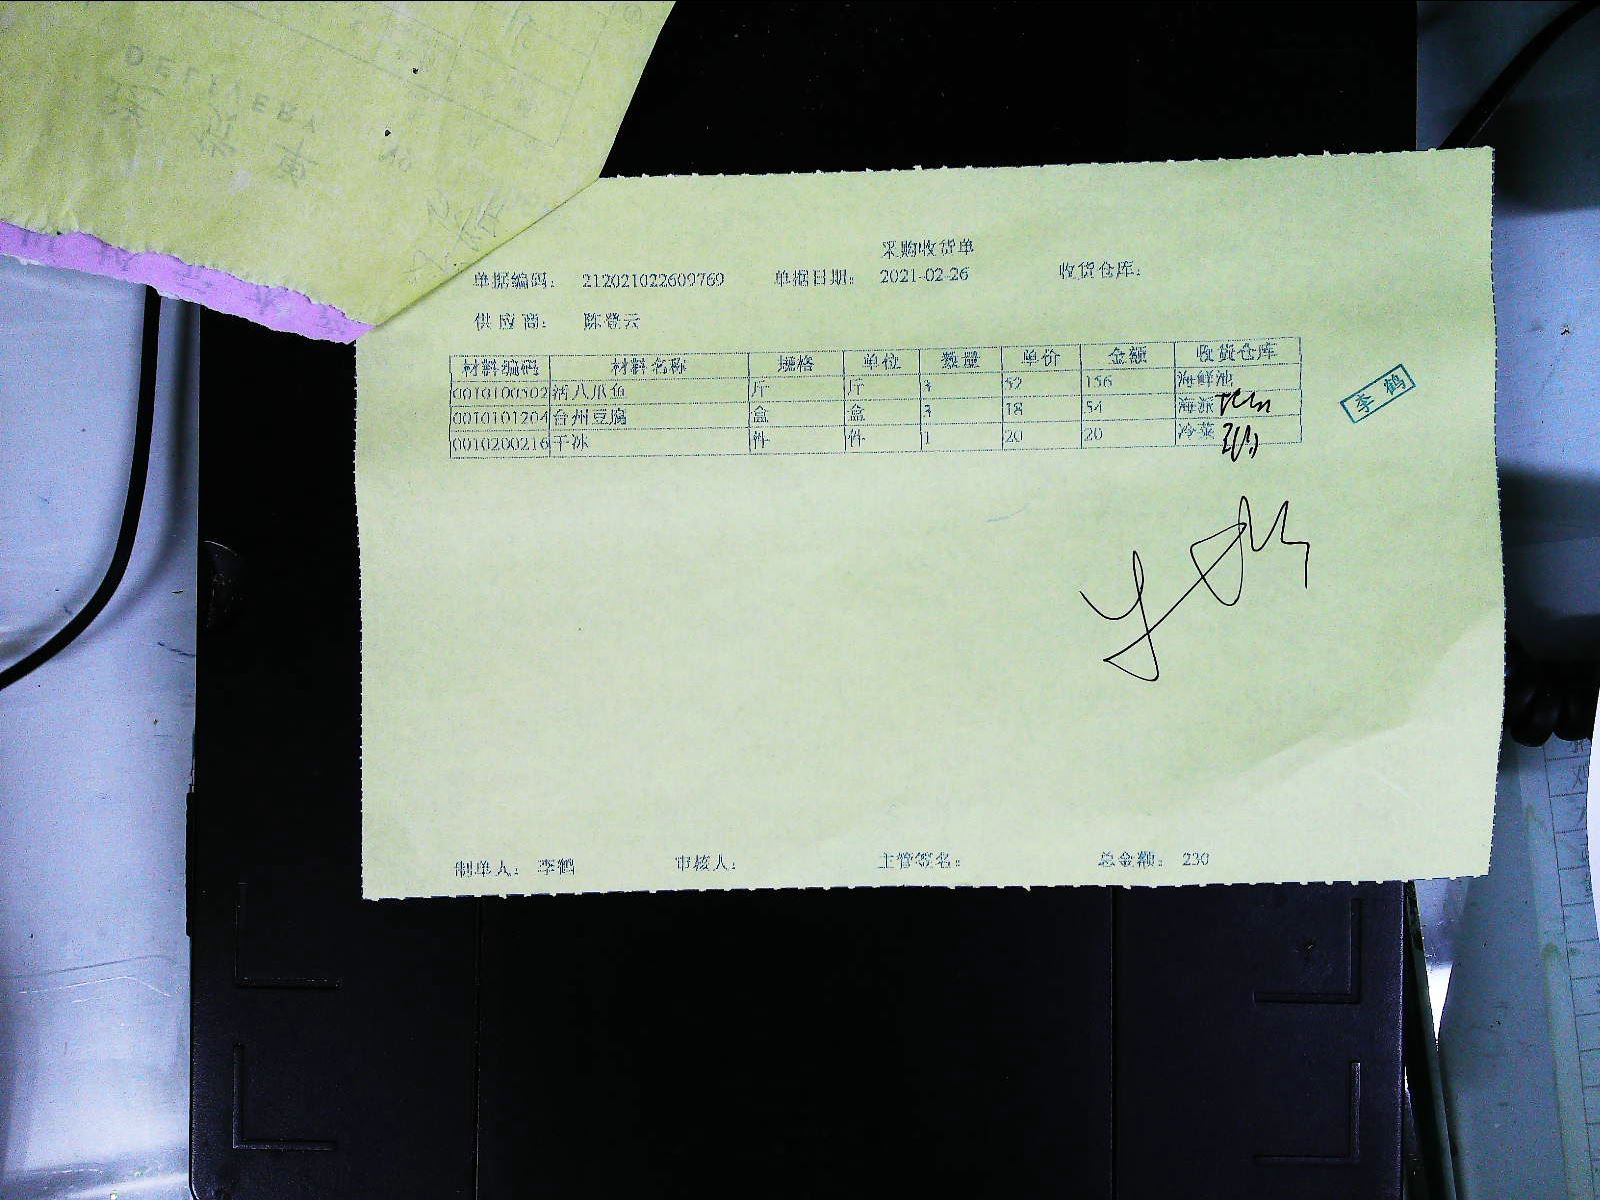 DELIVERA
采购收货单
单据编码： 212021022609769 单据日期： 2021-02-26 收货仓库：
供应商： 陈登云
材料编码 材料名称 规格 单位 数量 单价 金额 收货仓库
0010100502 活八爪鱼 斤 斤 3 52 156 海鲜池
0010101204 台州豆腐 盒 盒 3 18 54 海派
0010200216 干冰 件 件 1 20 20 冷菜
李鹤
制单人： 李鹤 审核人： 主管签名： 总金额： 230